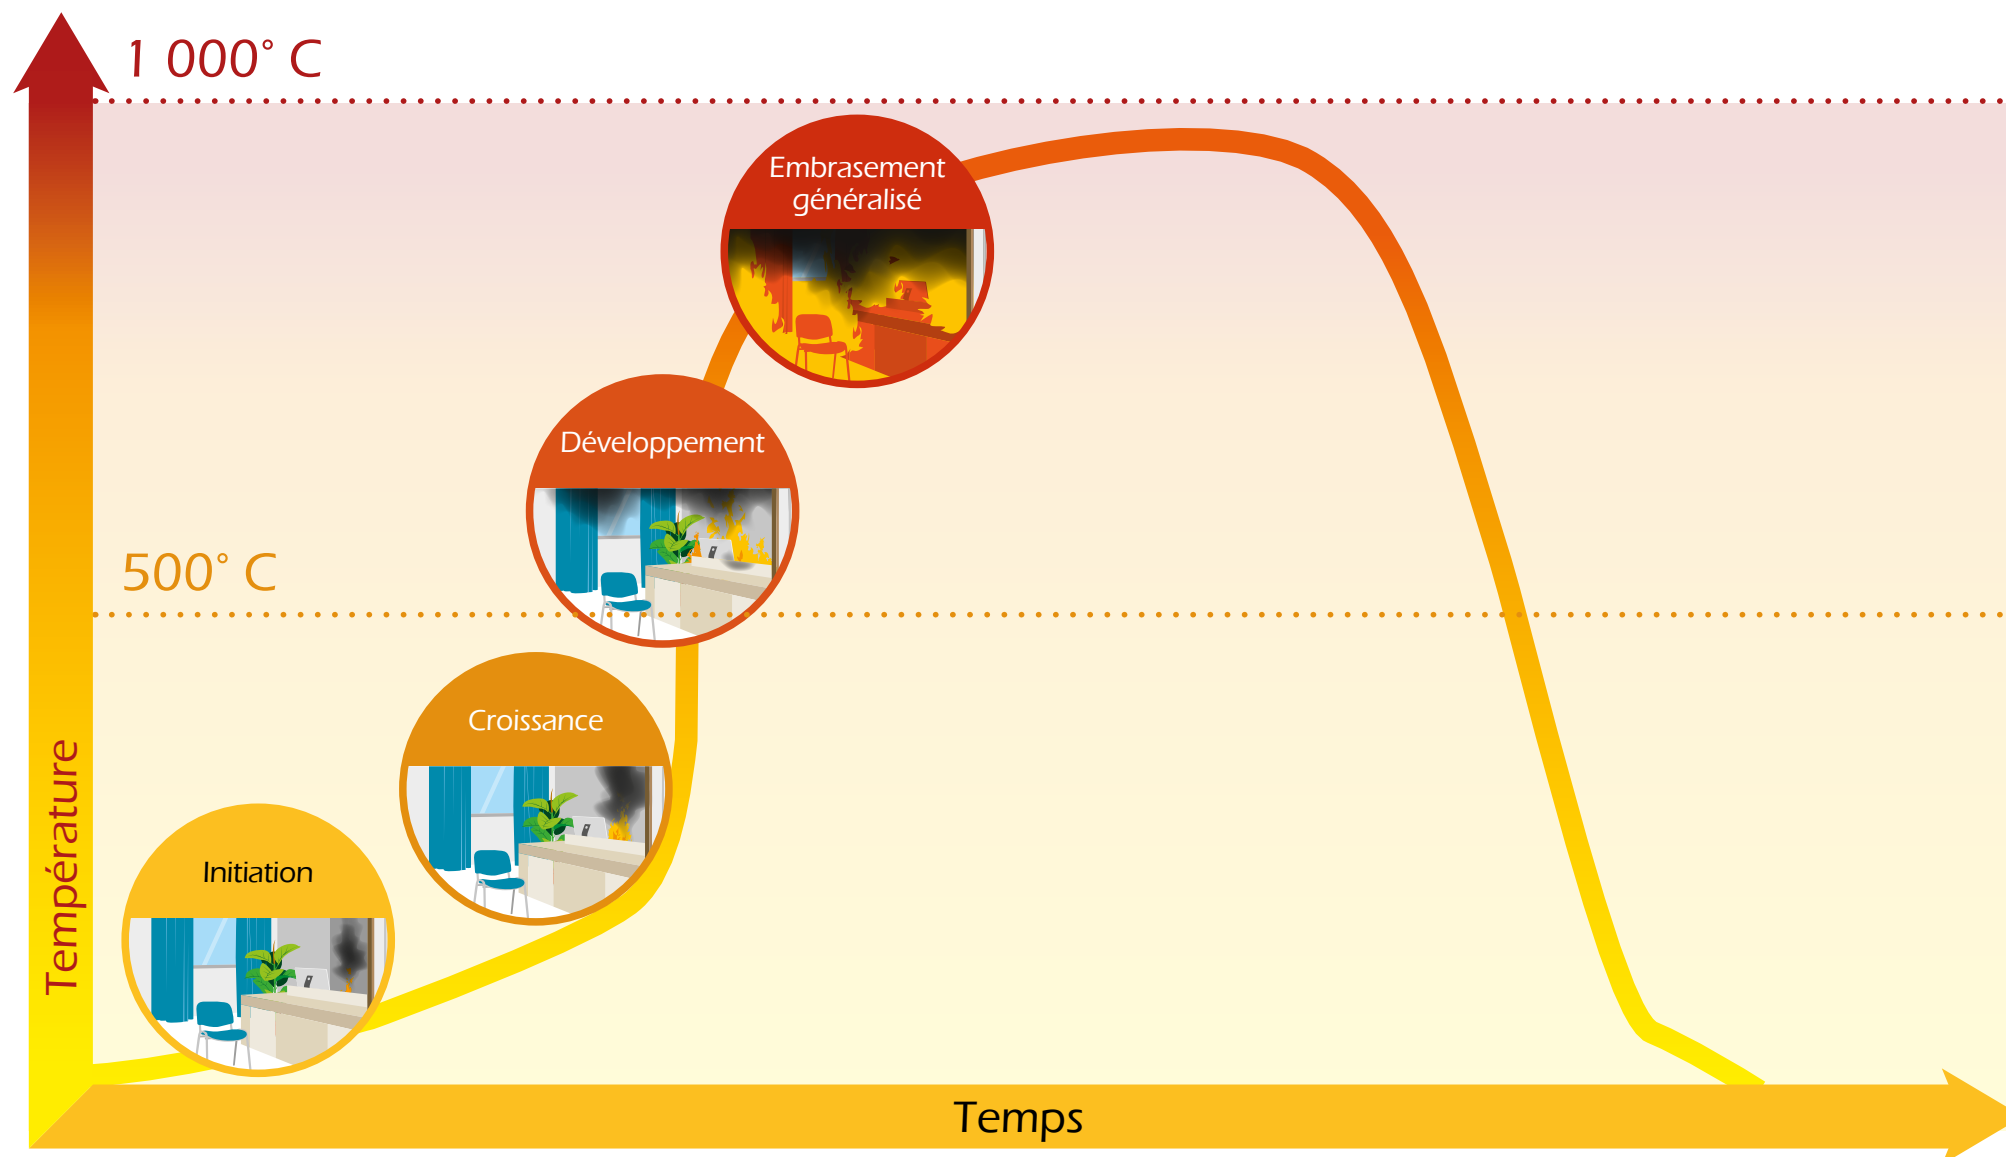 1 000° C
Embrasement
généralisé
Développement
500° C
Croissance
Température
Initiation
Temps